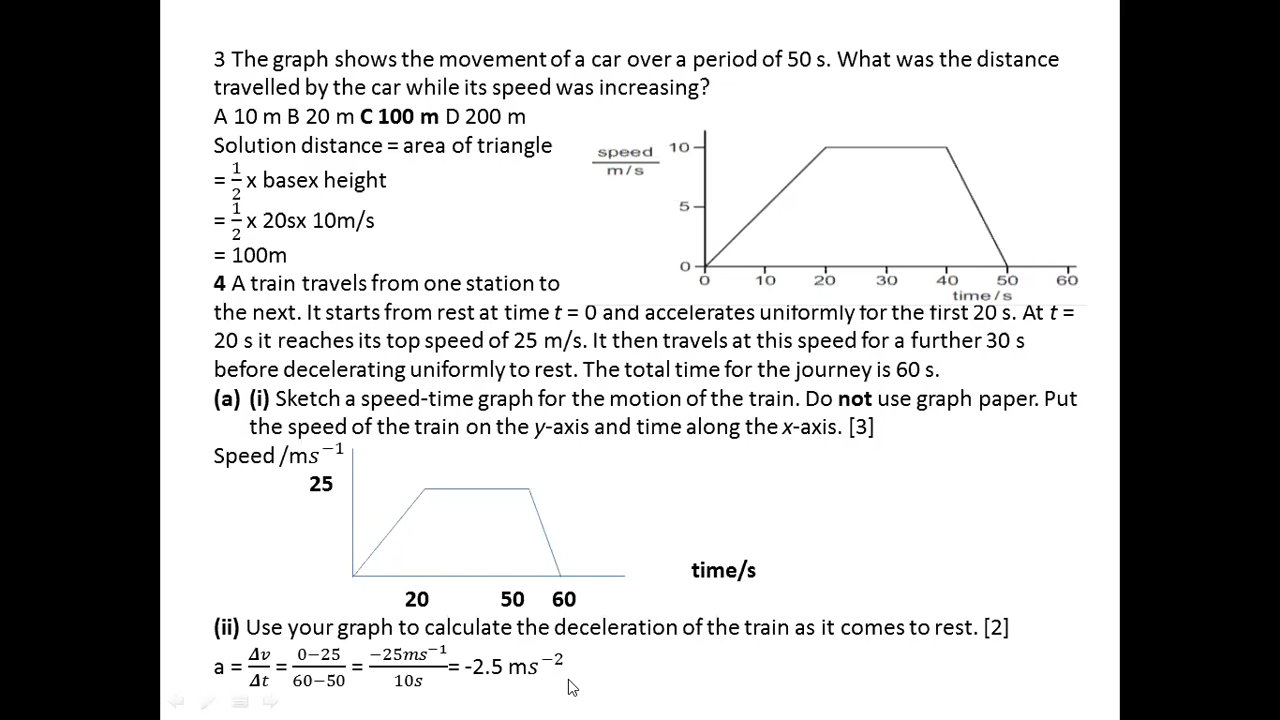 3 The graph shows the movement of a car over a period of 50 s. What was the distance
travelled by the car while its speed was increasing?
A 10 m B 20 m C 100 m D 200 m
Solution distance = area of triangle
= 1/2 x basex height
= 1/2 x 20sx 10m/s
= 100m
speed
m/s
10
5
0
0 10 20 30 40 50 60
time/s
4 A train travels from one station to
the next. It starts from rest at time t = 0 and accelerates uniformly for the first 20 s. At t =
20 s it reaches its top speed of 25 m/s. It then travels at this speed for a further 30 s
before decelerating uniformly to rest. The total time for the journey is 60 s.
(a) (i) Sketch a speed-time graph for the motion of the train. Do not use graph paper. Put
the speed of the train on the y-axis and time along the x-axis. [3]
Speed /ms⁻¹
25
time/s
20 50 60
(ii) Use your graph to calculate the deceleration of the train as it comes to rest. [2]
a = Δv/Δt = 0−25/60−50 = −25ms⁻¹/10s = -2.5 ms⁻²